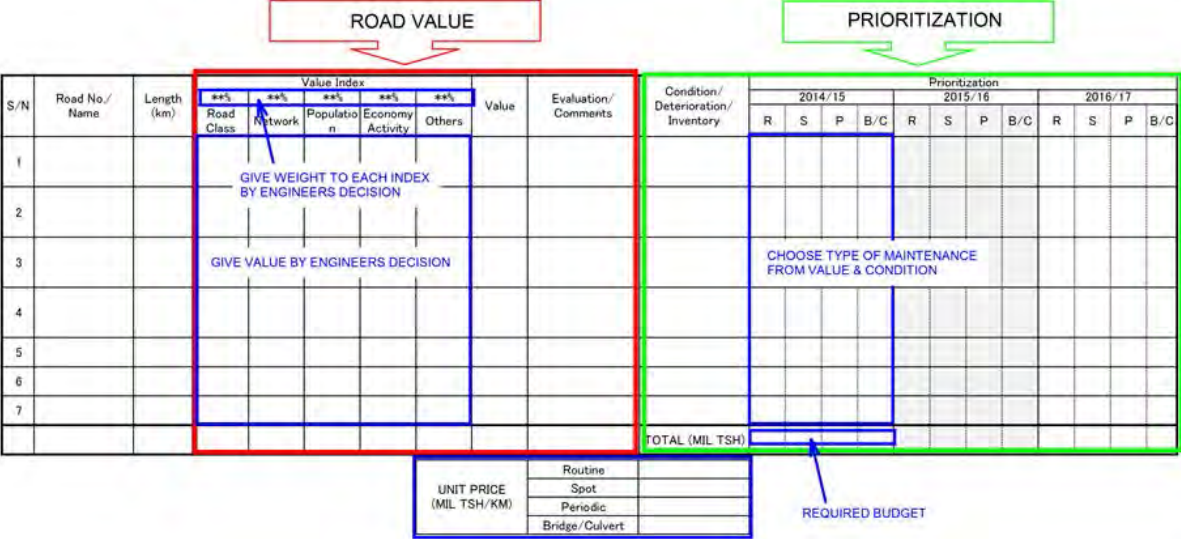 ROAD VALUE
PRIORITIZATION
S/N
Road No./
Name
Length
(km)
Value Index
**% **% **% **% **%
Road
Class
Network
Populatio
n
Economy
Activity
Others
Value
Evaluation/
Comments
Condition/
Deterioration/
Inventory
Prioritization
2014/15 2015/16 2016/17
R S P B/C R S P B/C R S P B/C
1
GIVE WEIGHT TO EACH INDEX
BY ENGINEERS DECISION
2
3
GIVE VALUE BY ENGINEERS DECISION
CHOOSE TYPE OF MAINTENANCE
FROM VALUE & CONDITION
4
5
6
7
TOTAL (MIL TSH)
UNIT PRICE
(MIL TSH/KM)
Routine
Spot
Periodic
Bridge/Culvert
REQUIRED BUDGET